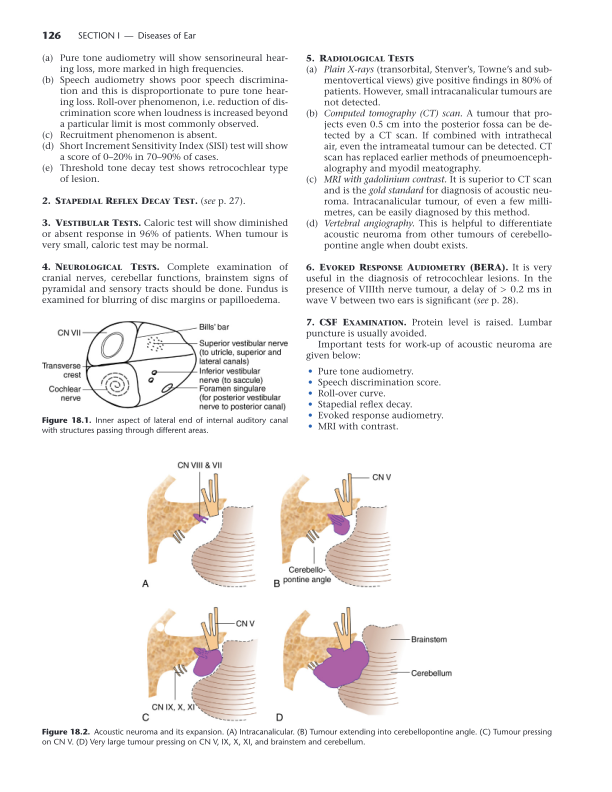 126 SECTION I — Diseases of Ear
(a) Pure tone audiometry will show sensorineural hear-
ing loss, more marked in high frequencies.
(b) Speech audiometry shows poor speech discrimina-
tion and this is disproportionate to pure tone hear-
ing loss. Roll-over phenomenon, i.e. reduction of dis-
crimination score when loudness is increased beyond
a particular limit is most commonly observed.
(c) Recruitment phenomenon is absent.
(d) Short Increment Sensitivity Index (SISI) test will show
a score of 0–20% in 70–90% of cases.
(e) Threshold tone decay test shows retrocochlear type
of lesion.
2. STAPEDIAL REFLEX DECAY TEST. (see p. 27).
3. VESTIBULAR TESTS. Caloric test will show diminished
or absent response in 96% of patients. When tumour is
very small, caloric test may be normal.
4. NEUROLOGICAL TESTS. Complete examination of
cranial nerves, cerebellar functions, brainstem signs of
pyramidal and sensory tracts should be done. Fundus is
examined for blurring of disc margins or papilloedema.
CN VII
Transverse
crest
Cochlear
nerve
Bills' bar
Superior vestibular nerve
(to utricle, superior and
lateral canals)
Inferior vestibular
nerve (to saccule)
Foramen singulare
(for posterior vestibular
nerve to posterior canal)
Figure 18.1. Inner aspect of lateral end of internal auditory canal
with structures passing through different areas.
5. RADIOLOGICAL TESTS
(a) Plain X-rays (transorbital, Stenver's, Towne's and sub-
mentovertical views) give positive findings in 80% of
patients. However, small intracanalicular tumours are
not detected.
(b) Computed tomography (CT) scan. A tumour that pro-
jects even 0.5 cm into the posterior fossa can be de-
tected by a CT scan. If combined with intrathecal
air, even the intrameatal tumour can be detected. CT
scan has replaced earlier methods of pneumoenceph-
alography and myodil meatography.
(c) MRI with gadolinium contrast. It is superior to CT scan
and is the gold standard for diagnosis of acoustic neu-
roma. Intracanalicular tumour, of even a few milli-
metres, can be easily diagnosed by this method.
(d) Vertebral angiography. This is helpful to differentiate
acoustic neuroma from other tumours of cerebello-
pontine angle when doubt exists.
6. EVOKED RESPONSE AUDIOMETRY (BERA). It is very
useful in the diagnosis of retrocochlear lesions. In the
presence of VIIIth nerve tumour, a delay of > 0.2 ms in
wave V between two ears is significant (see p. 28).
7. CSF EXAMINATION. Protein level is raised. Lumbar
puncture is usually avoided.
Important tests for work-up of acoustic neuroma are
given below:
• Pure tone audiometry.
• Speech discrimination score.
• Roll-over curve.
• Stapedial reflex decay.
• Evoked response audiometry.
• MRI with contrast.
CN VIII & VII
A
CN V
Cerebello-
pontine angle
B
CN V
CN IX, X, XI
C
Brainstem
Cerebellum
D
Figure 18.2. Acoustic neuroma and its expansion. (A) Intracanalicular. (B) Tumour extending into cerebellopontine angle. (C) Tumour pressing
on CN V. (D) Very large tumour pressing on CN V, IX, X, XI, and brainstem and cerebellum.